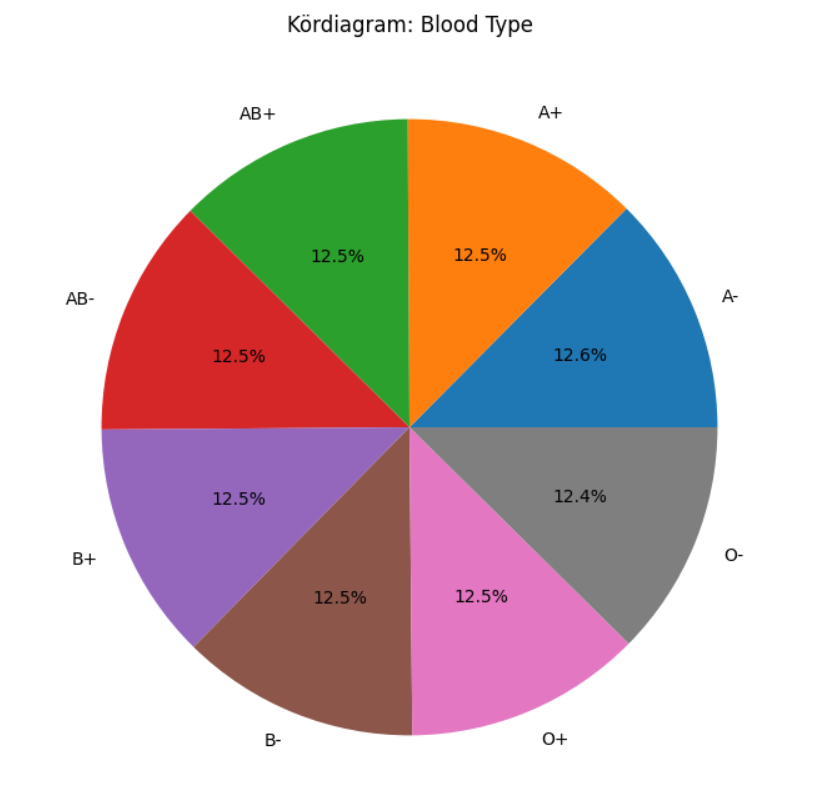 Kördiagram: Blood Type
AB+
A+
12.5%
12.5%
AB-
A-
12.5%
12.6%
12.5%
12.4%
B+
O-
12.5%
12.5%
B-
O+